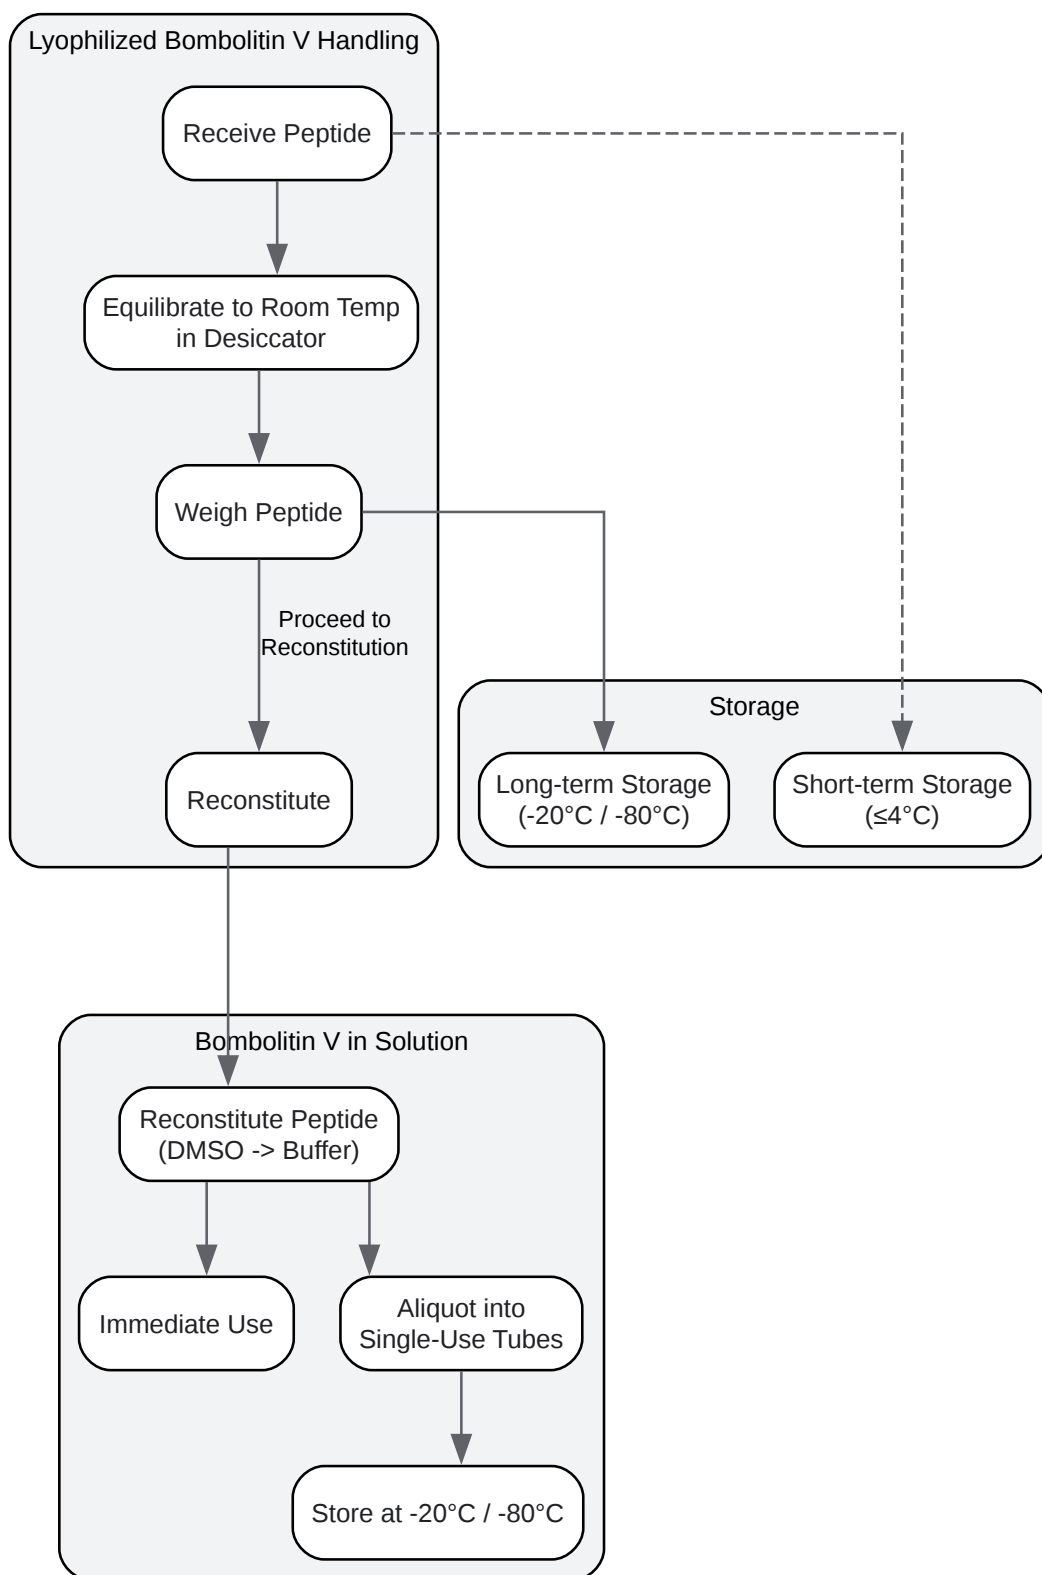 Lyophilized Bombolitin V Handling
Receive Peptide
Equilibrate to Room Temp
in Desiccator
Weigh Peptide
Proceed to
Reconstitution
Reconstitute
Storage
Long-term Storage
(-20°C / -80°C)
Short-term Storage
(≤4°C)
Bombolitin V in Solution
Reconstitute Peptide
(DMSO -> Buffer)
Immediate Use
Aliquot into
Single-Use Tubes
Store at -20°C / -80°C